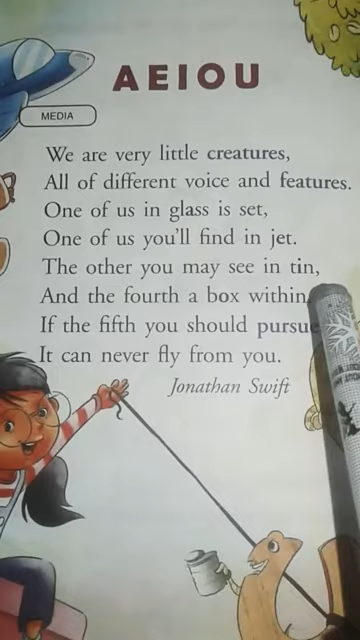 AEIOU
MEDIA
We are very little creatures,
All of different voice and features.
One of us in glass is set,
One of us you'll find in jet.
The other you may see in tin,
And the fourth a box within
If the fifth you should pursue
It can never fly from you.
Jonathan Swift